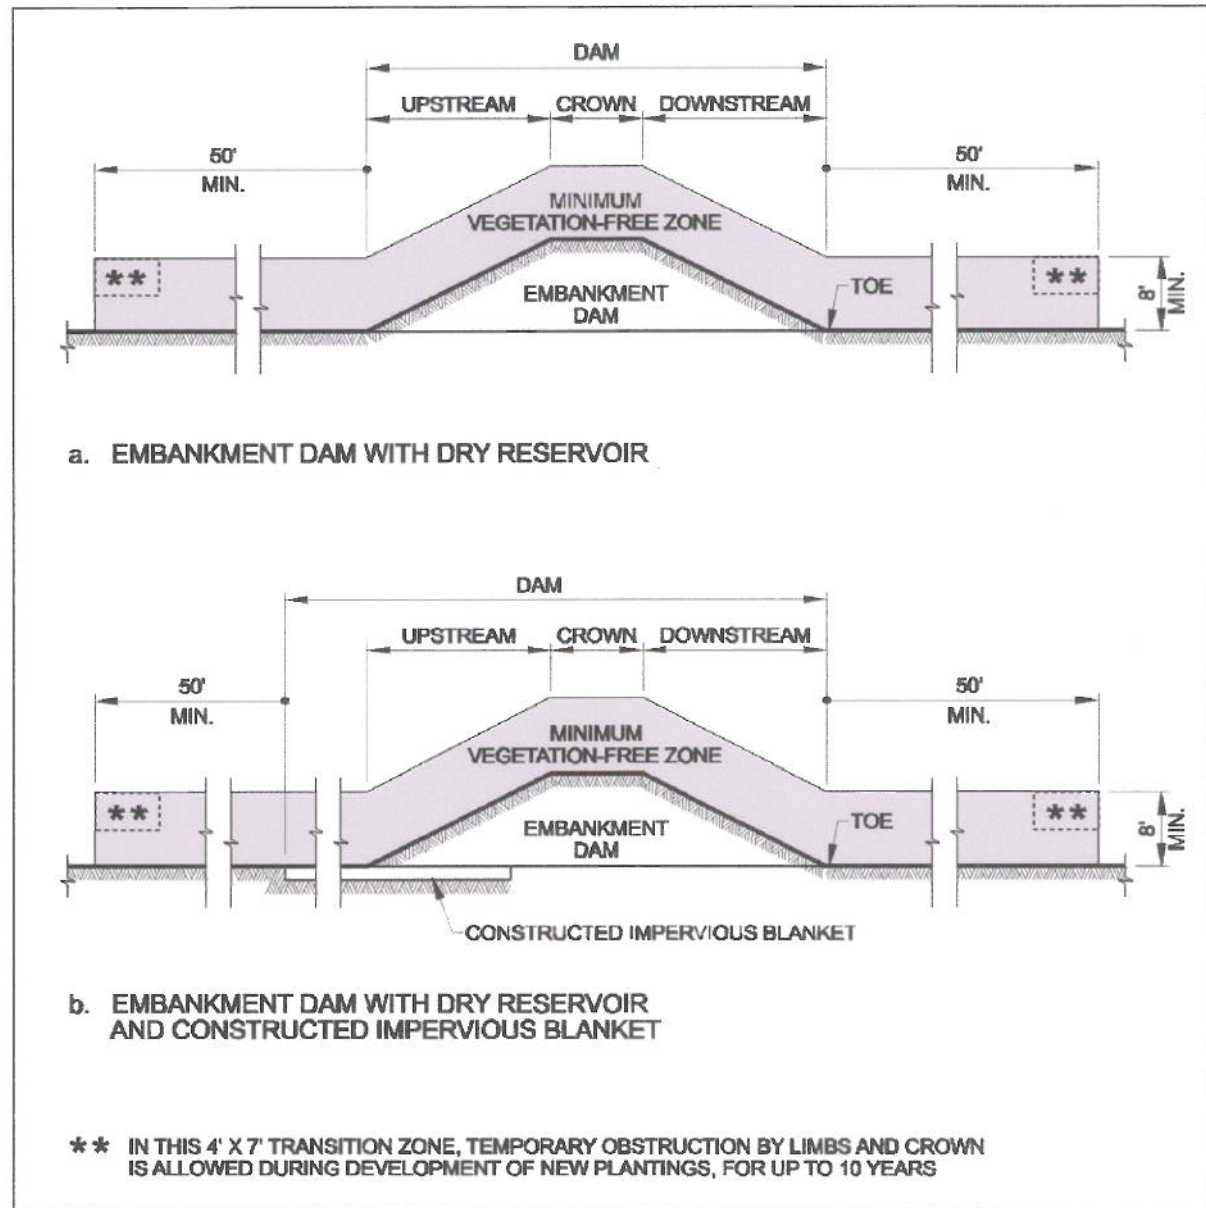 DAM
UPSTREAM CROWN DOWNSTREAM
50' MIN.
50' MIN.
MINIMUM
VEGETATION-FREE ZONE
**
**
EMBANKMENT
DAM
TOE
8' MIN.
a. EMBANKMENT DAM WITH DRY RESERVOIR
DAM
UPSTREAM CROWN DOWNSTREAM
50' MIN.
50' MIN.
MINIMUM
VEGETATION-FREE ZONE
**
**
EMBANKMENT
DAM
TOE
8' MIN.
CONSTRUCTED IMPERVIOUS BLANKET
b. EMBANKMENT DAM WITH DRY RESERVOIR
AND CONSTRUCTED IMPERVIOUS BLANKET
** IN THIS 4' X 7' TRANSITION ZONE, TEMPORARY OBSTRUCTION BY LIMBS AND CROWN
IS ALLOWED DURING DEVELOPMENT OF NEW PLANTINGS, FOR UP TO 10 YEARS